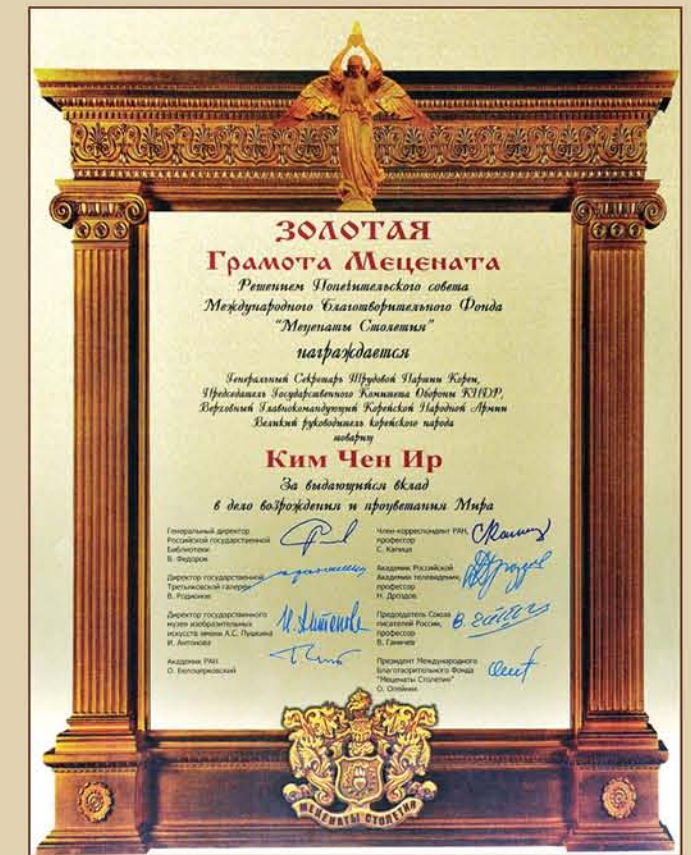 ЗОЛОТАЯ
Грамота Мецената
Решением Попечительского совета
Международного Благотворительного Фонда
"Меценаты Столетия"
награждается
Генеральный Секретарь Трудовой Партии Кореи,
Председатель Государственного Комитета Обороны КНДР,
Верховный Главнокомандующий Корейской Народной Армии
Великий руководитель корейского народа
товарищ
Ким Чен Ир
За выдающийся вклад
в дело возрождения и процветания Мира
Генеральный директор
Российской государственной
Библиотеки
В. Федоров
Директор государственной
Третьяковской галереи
В. Родионов
Директор государственного
музея изобразительных
искусств имени А.С. Пушкина
И. Антонова
И. Антонова
Академик РАН
О. Белоцерковский
Член-корреспондент РАН,
профессор
С. Капица
Академик Российской
Академии телевидения,
профессор
Н. Дроздов
Председатель Союза
писателей России,
профессор
В. Ганичев
Президент Международного
Благотворительного Фонда
"Меценаты Столетия"
О. Олейник
МЕЦЕНАТЫ СТОЛЕТИЯ